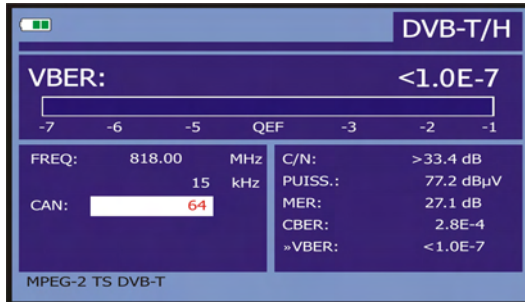 DVB-T/H
VBER: <1.0E-7
-7 -6 -5 QEF -3 -2 -1
FREQ: 818.00 MHz
15 kHz
CAN: 64
C/N: >33.4 dB
PUISS.: 77.2 dBµV
MER: 27.1 dB
CBER: 2.8E-4
»VBER: <1.0E-7
MPEG-2 TS DVB-T